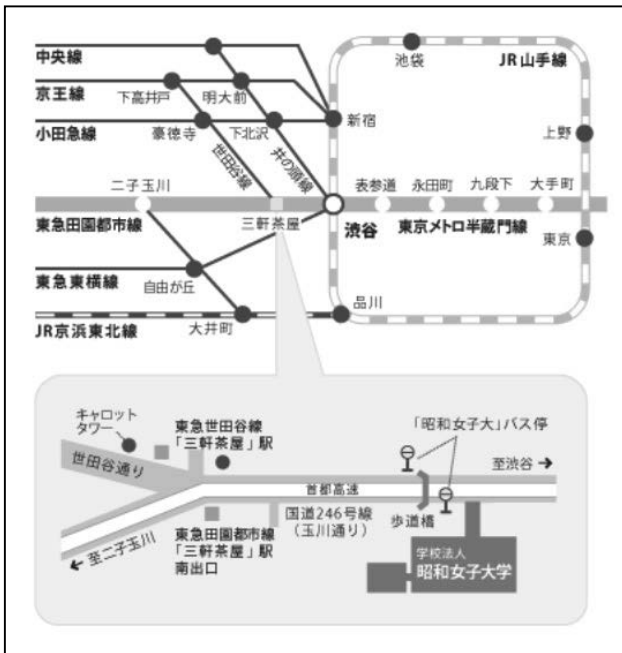 中央線
池袋
JR山手線
京王線
下高井戸
明大前
新宿
小田急線
豪徳寺
下北沢
上野
世田谷線
井の頭線
二子玉川
表参道
永田町
九段下
大手町
東急田園都市線
三軒茶屋
渋谷
東京メトロ半蔵門線
東京
東急東横線
自由が丘
品川
JR京浜東北線
大井町
キャロット
タワー
東急世田谷線
「三軒茶屋」駅
「昭和女子大」バス停
世田谷通り
至渋谷→
首都高速
国道246号線
(玉川通り)
歩道橋
←至二子玉川
東急田園都市線
「三軒茶屋」駅
南出口
学校法人
昭和女子大学